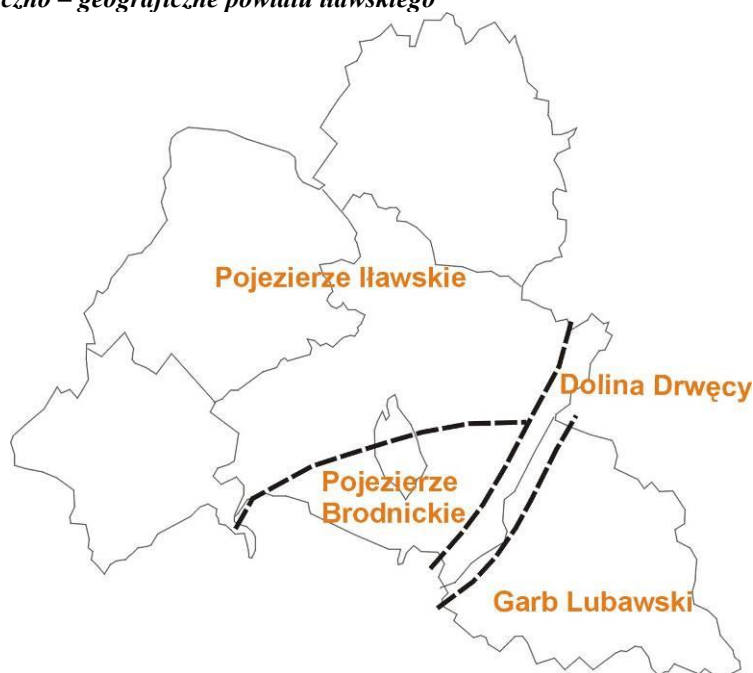 czno – geograficzne powiatu iławskiego
Pojezierze Iławskie
Dolina Drwęcy
Pojezierze
Brodnickie
Garb Lubawski